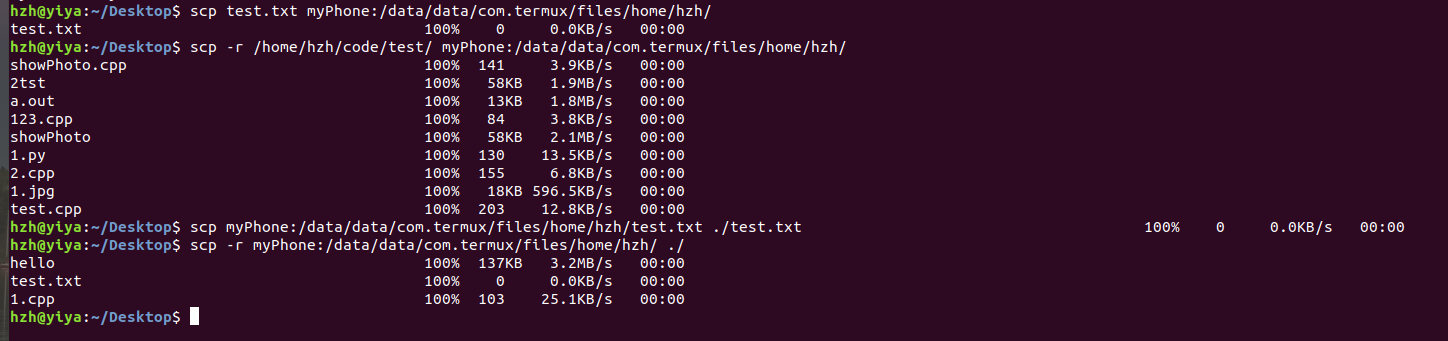 hzh@yiya:~/Desktop$ scp test.txt myPhone:/data/data/com.termux/files/home/hzh/
test.txt 100% 0 0.0KB/s 00:00
hzh@yiya:~/Desktop$ scp -r /home/hzh/code/test/ myPhone:/data/data/com.termux/files/home/hzh/
showPhoto.cpp 100% 141 3.9KB/s 00:00
2tst 100% 58KB 1.9MB/s 00:00
a.out 100% 13KB 1.8MB/s 00:00
123.cpp 100% 84 3.8KB/s 00:00
showPhoto 100% 58KB 2.1MB/s 00:00
1.py 100% 130 13.5KB/s 00:00
2.cpp 100% 155 6.8KB/s 00:00
1.jpg 100% 18KB 596.5KB/s 00:00
test.cpp 100% 203 12.8KB/s 00:00
hzh@yiya:~/Desktop$ scp myPhone:/data/data/com.termux/files/home/hzh/test.txt ./test.txt 100% 0 0.0KB/s 00:00
hzh@yiya:~/Desktop$ scp -r myPhone:/data/data/com.termux/files/home/hzh/ ./
hello 100% 137KB 3.2MB/s 00:00
test.txt 100% 0 0.0KB/s 00:00
1.cpp 100% 103 25.1KB/s 00:00
hzh@yiya:~/Desktop$